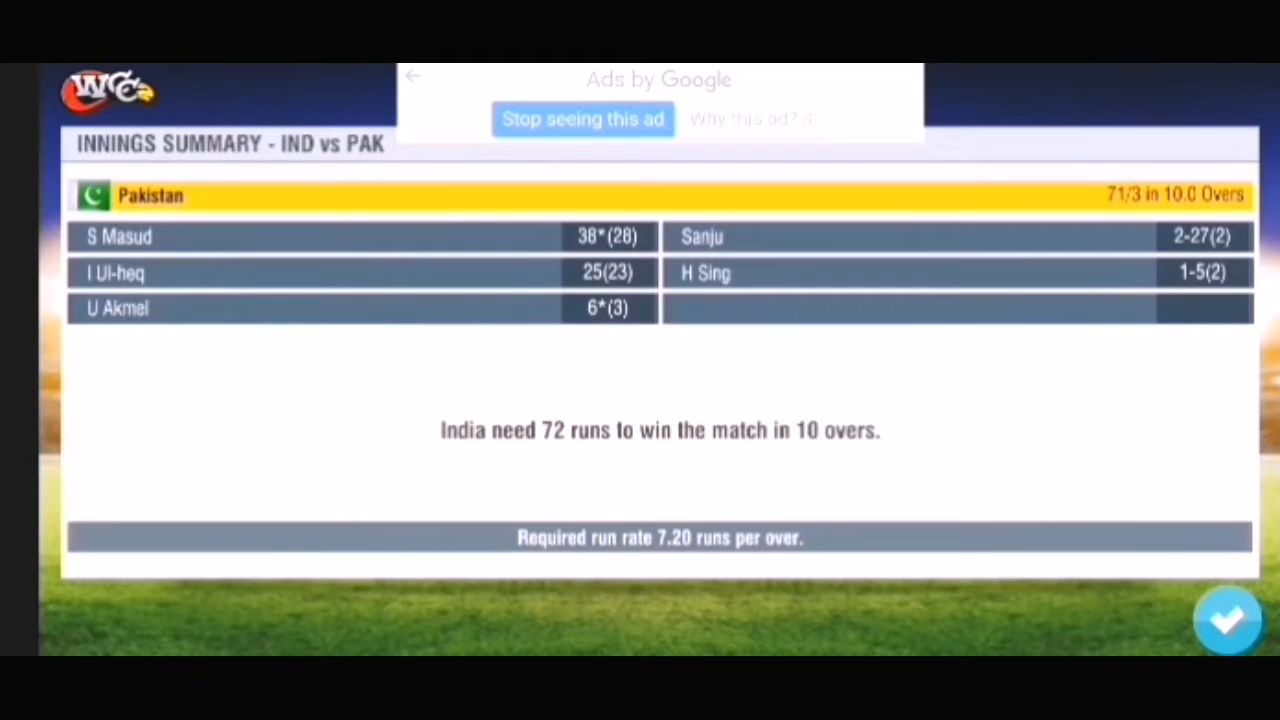 WCC
Ads by Google
Stop seeing this ad
Why this ad?
INNINGS SUMMARY - IND vs PAK
Pakistan 71/3 in 10.0 Overs
S Masud 38*(28) Sanju 2-27(2)
I Ul-heq 25(23) H Sing 1-5(2)
U Akmel 6*(3)
India need 72 runs to win the match in 10 overs.
Required run rate 7.20 runs per over.